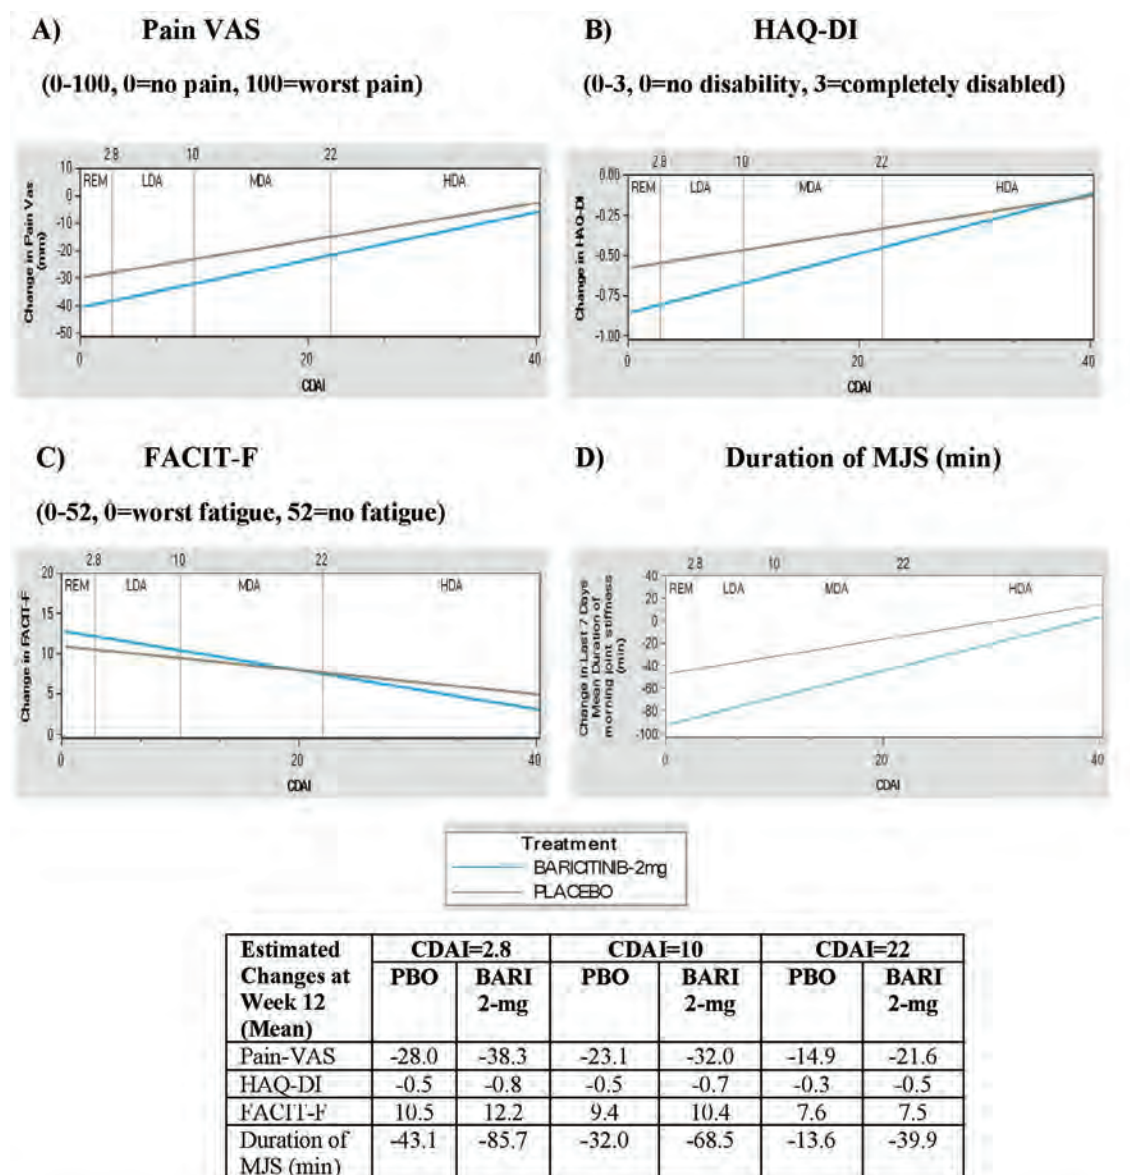 A) Pain VAS
(0-100, 0=no pain, 100=worst pain)
2.8 10 22
REM LDA MDA HDA
10
0
-10
-20
-30
-40
-50
Change in Pain Vas
(mm)
0 20 40
CDAI
B) HAQ-DI
(0-3, 0=no disability, 3=completely disabled)
2.8 10 22
REM LDA MDA HDA
0.00
-0.25
-0.50
-0.75
-1.00
Change in HAQ-DI
0 20 40
CDAI
C) FACIT-F
(0-52, 0=worst fatigue, 52=no fatigue)
2.8 10 22
REM LDA MDA HDA
20
15
10
5
0
Change in FACIT-F
0 20 40
CDAI
D) Duration of MJS (min)
2.8 10 22
REM LDA MDA HDA
40
20
0
-20
-40
-60
-80
-100
Change in Last 7 Days
Mean Duration of
morning joint stiffness
(min)
0 20 40
CDAI
Treatment
BARICITINIB-2mg
PLACEBO
Estimated CDAI=2.8 CDAI=10 CDAI=22
Changes at PBO BARI PBO BARI PBO BARI
Week 12 2-mg 2-mg 2-mg
(Mean)
Pain-VAS -28.0 -38.3 -23.1 -32.0 -14.9 -21.6
HAQ-DI -0.5 -0.8 -0.5 -0.7 -0.3 -0.5
FACIT-F 10.5 12.2 9.4 10.4 7.6 7.5
Duration of -43.1 -85.7 -32.0 -68.5 -13.6 -39.9
MJS (min)